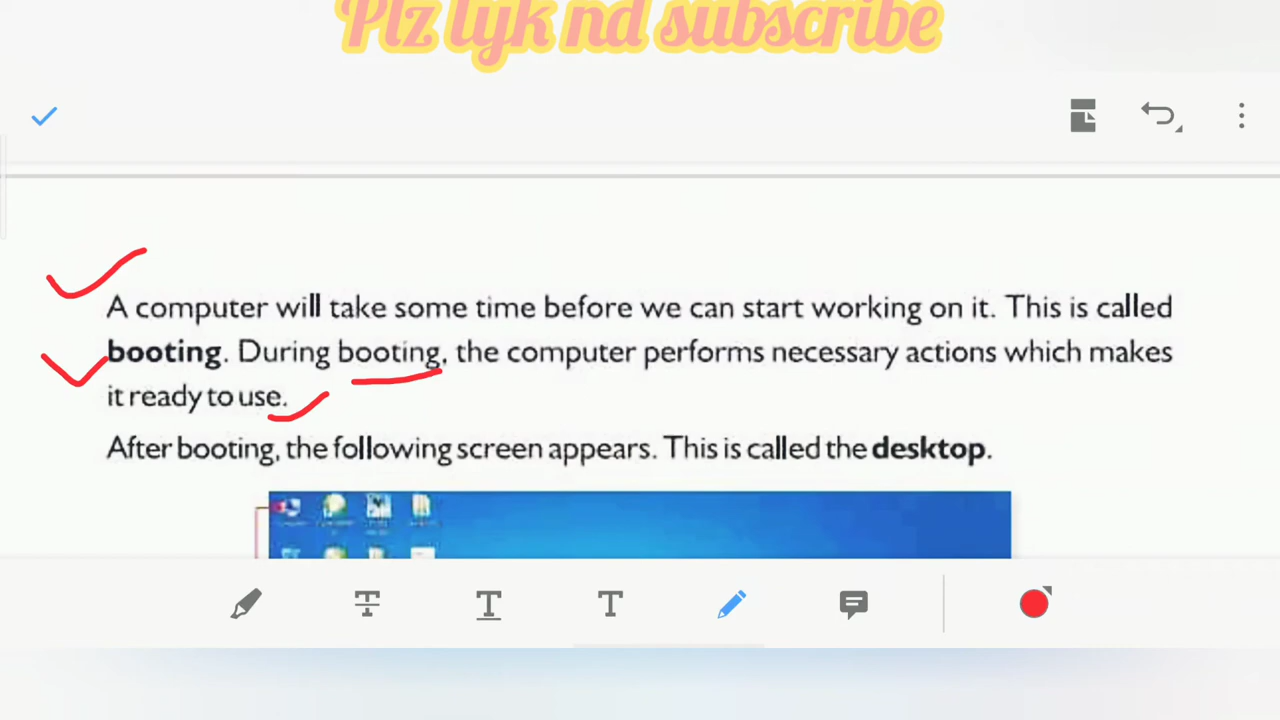 Plz lyk nd subscribe
A computer will take some time before we can start working on it. This is called
booting. During booting, the computer performs necessary actions which makes
it ready to use.
After booting, the following screen appears. This is called the desktop.
T
T
T